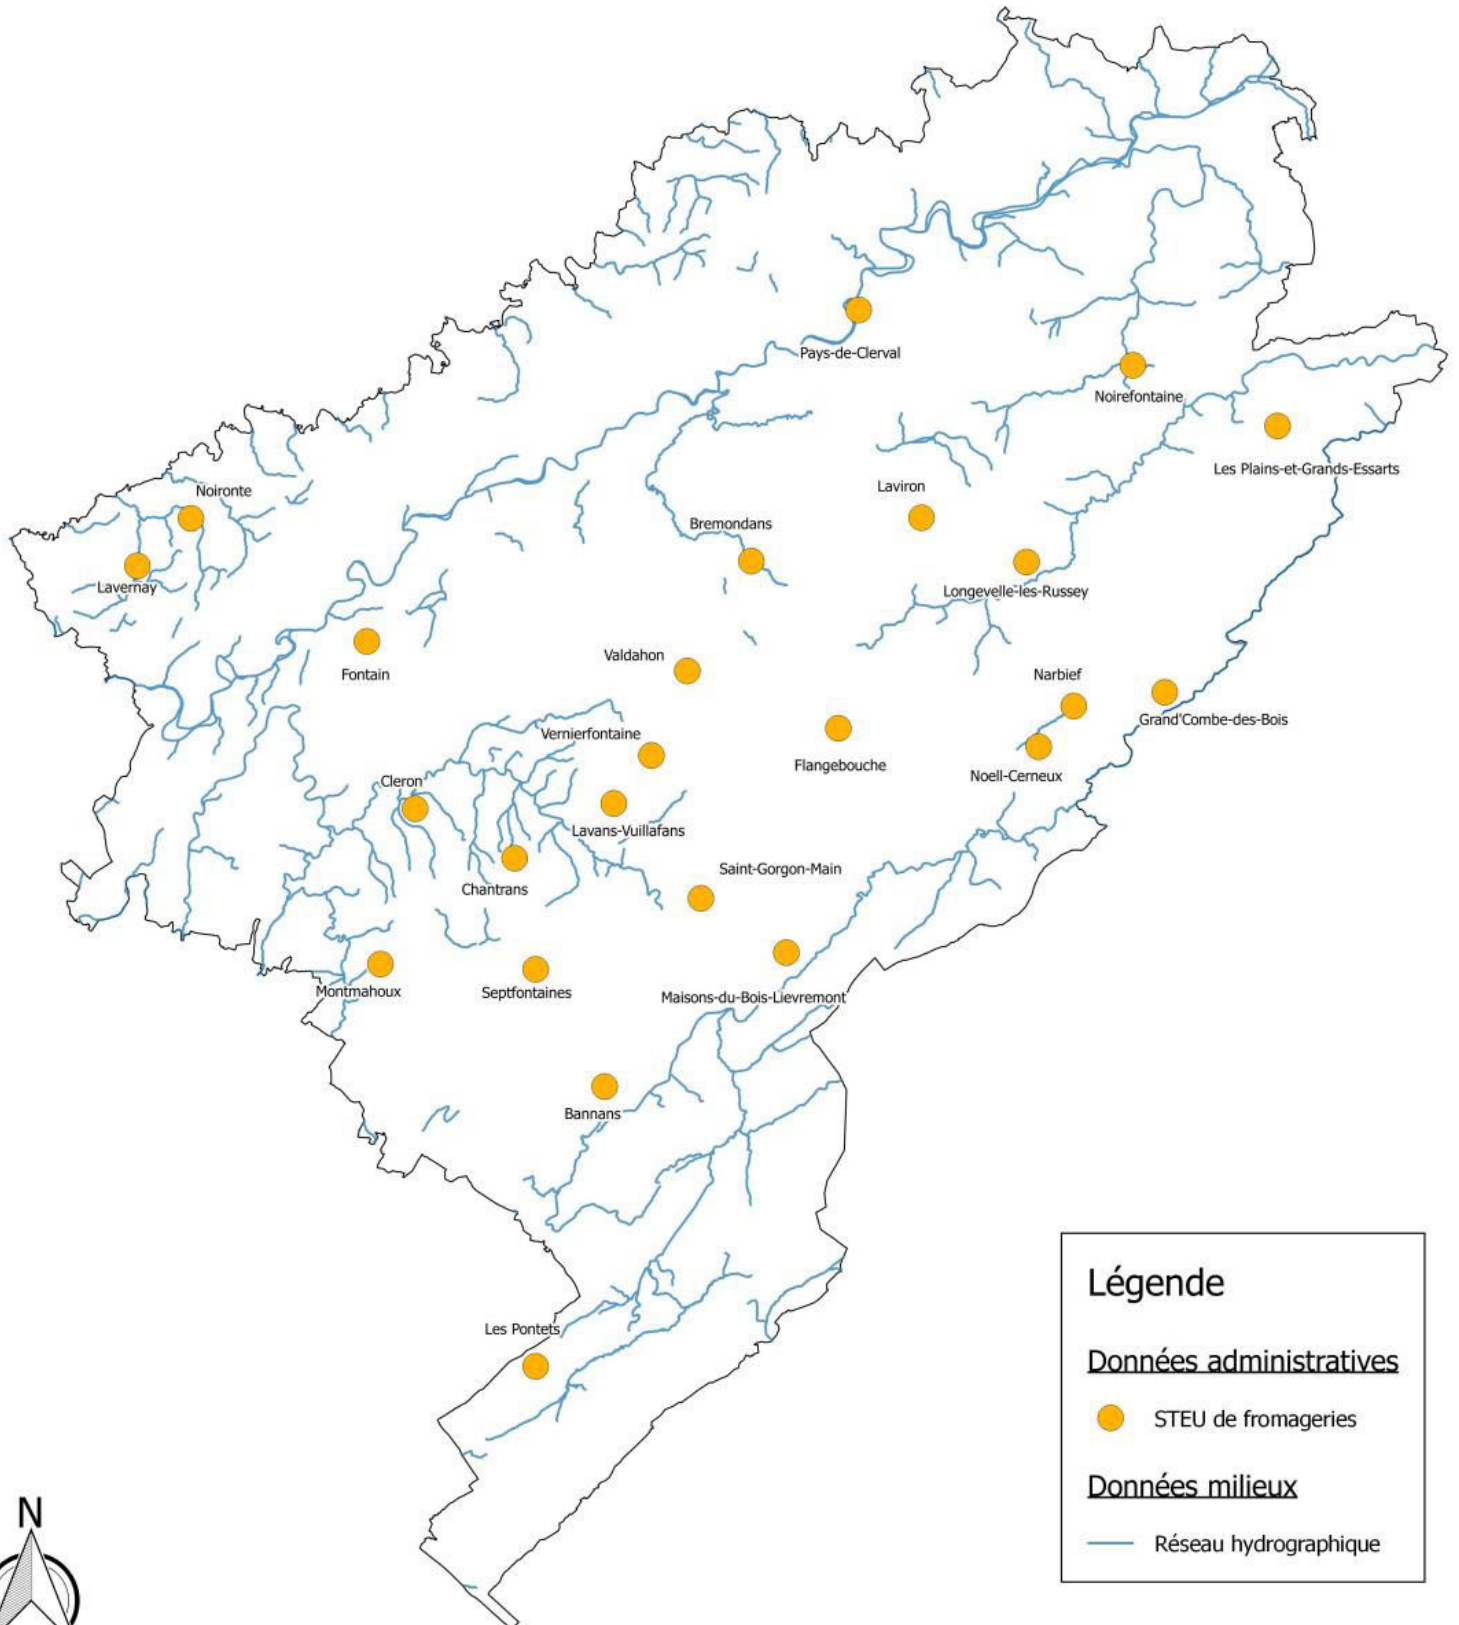 Pays-de-Clerval
Noirefontaine
Les Plains-et-Grands-Essarts
Noironte
Laviron
Bremondans
Lavernay
Longevelle-les-Russey
Valdahon
Fontain
Narbief
Grand'Combe-des-Bois
Vernierfontaine
Flangebouche
Noell-Cerneux
Cleron
Lavans-Vuillafans
Saint-Gorgon-Main
Chantrans
Montmahoux
Septfontaines
Maisons-du-Bois-Lievremont
Bannans
Les Pontets
Légende
Données administratives
STEU de fromageries
Données milieux
Réseau hydrographique
N